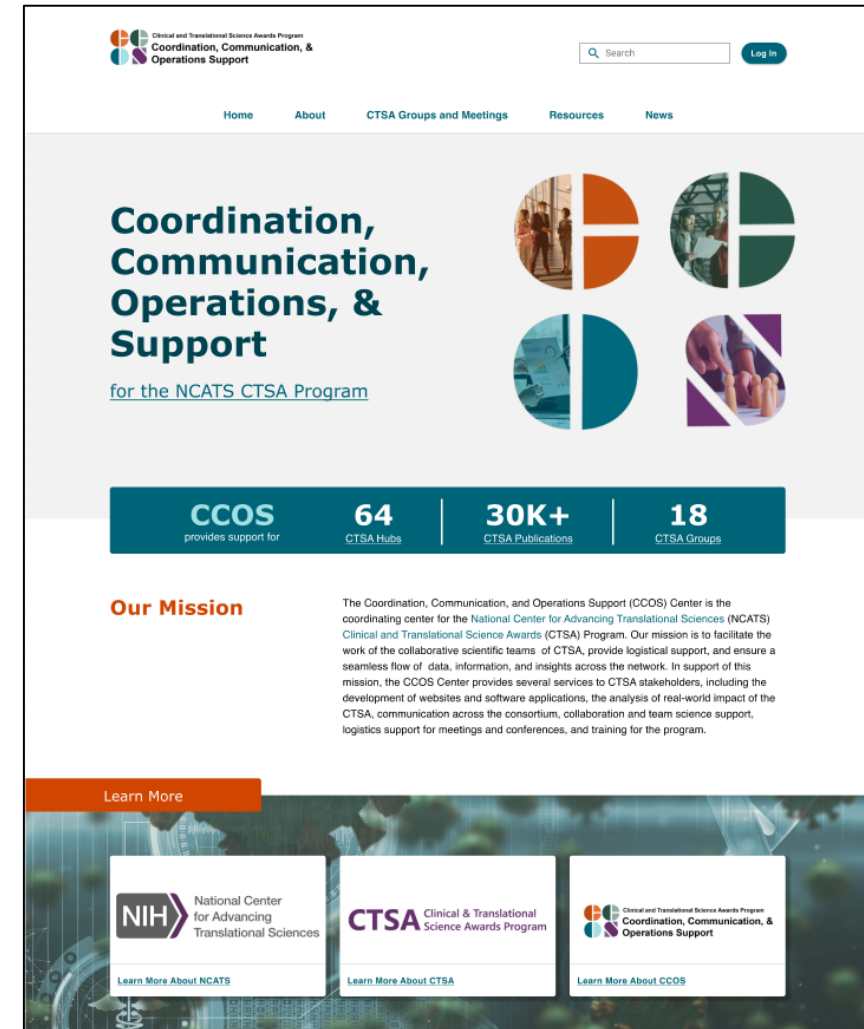 Clinical and Translational Science Awards Program
Coordination, Communication, &
Operations Support
Search
Log In
Home About CTSA Groups and Meetings Resources News
Coordination,
Communication,
Operations, &
Support
for the NCATS CTSA Program
CCOS
provides support for
64
CTSA Hubs
30K+
CTSA Publications
18
CTSA Groups
Our Mission
The Coordination, Communication, and Operations Support (CCOS) Center is the
coordinating center for the National Center for Advancing Translational Sciences (NCATS)
Clinical and Translational Science Awards (CTSA) Program. Our mission is to facilitate the
work of the collaborative scientific teams of CTSA, provide logistical support, and ensure a
seamless flow of data, information, and insights across the network. In support of this
mission, the CCOS Center provides several services to CTSA stakeholders, including the
development of websites and software applications, the analysis of real-world impact of the
CTSA, communication across the consortium, collaboration and team science support,
logistics support for meetings and conferences, and training for the program.
Learn More
NIH
National Center
for Advancing
Translational Sciences
Learn More About NCATS
CTSA
Clinical & Translational
Science Awards Program
Learn More About CTSA
Clinical and Translational Science Awards Program
Coordination, Communication, &
Operations Support
Learn More About CCOS